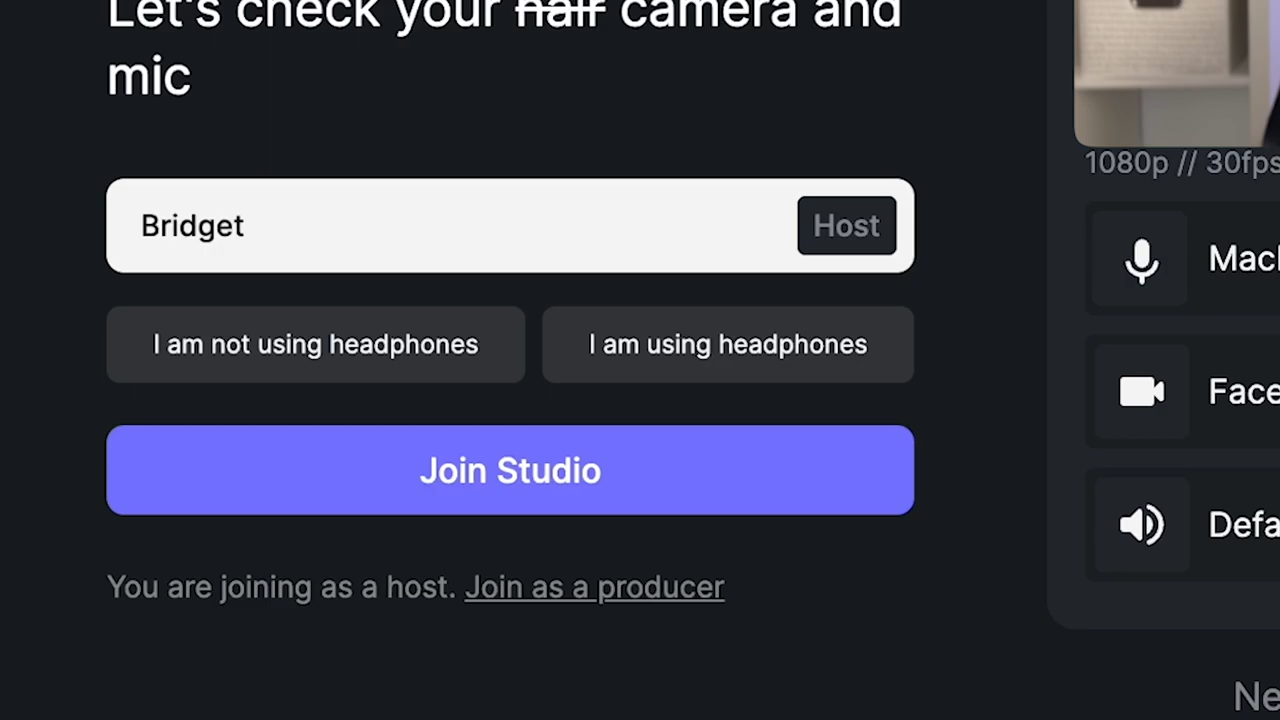 Let's check your hair camera and
mic
Bridget
Host
I am not using headphones
I am using headphones
Join Studio
You are joining as a host. Join as a producer
1080p // 30fps